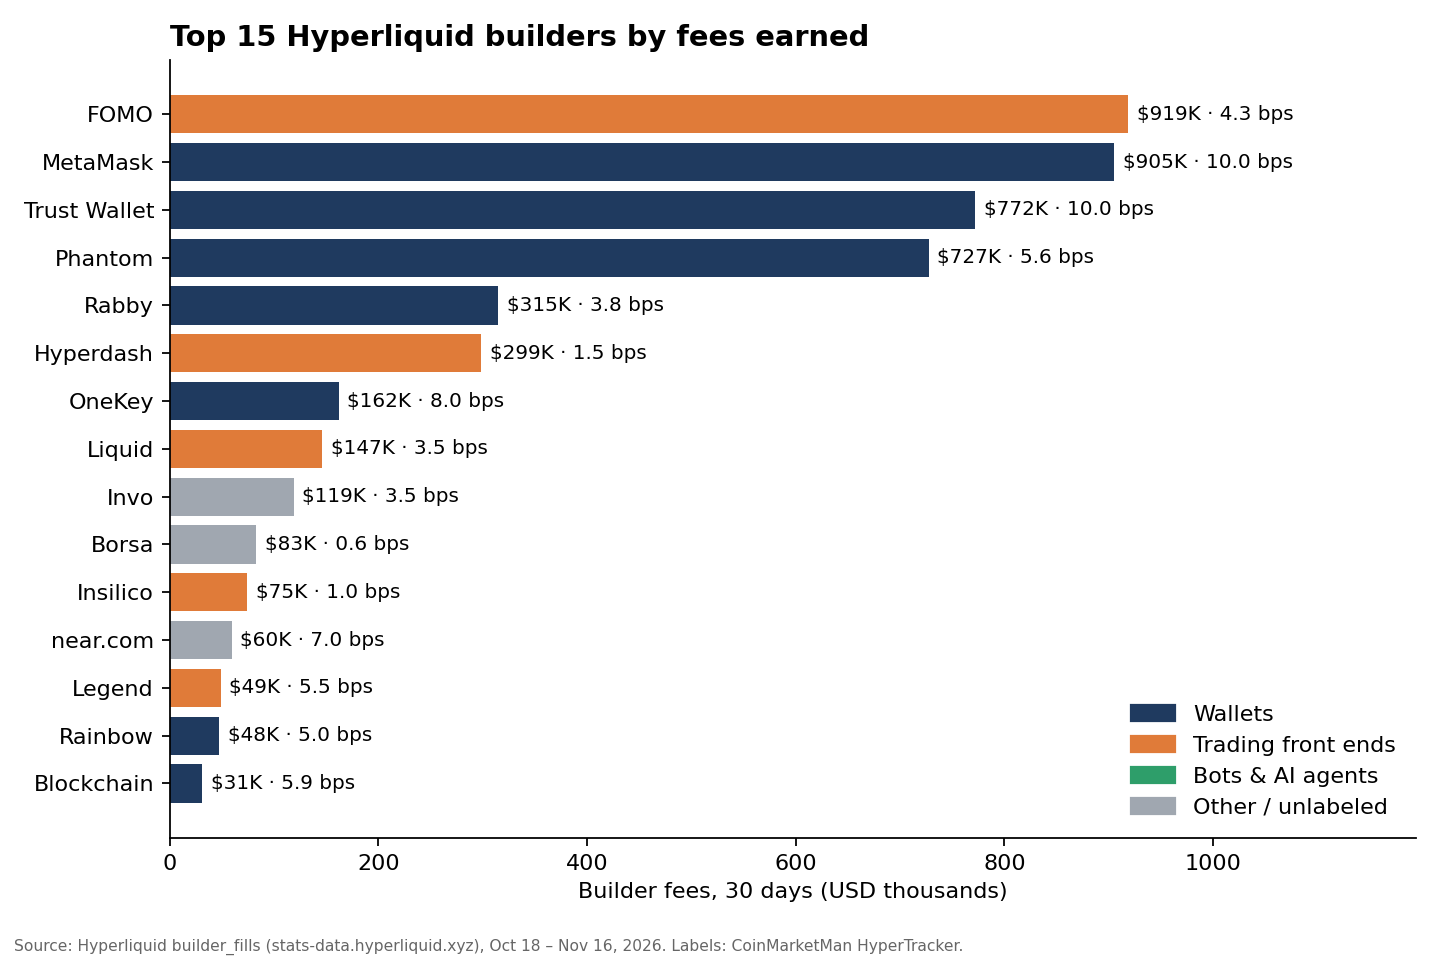 Top 15 Hyperliquid builders by fees earned
FOMO $919K · 4.3 bps
MetaMask $905K · 10.0 bps
Trust Wallet $772K · 10.0 bps
Phantom $727K · 5.6 bps
Rabby $315K · 3.8 bps
Hyperdash $299K · 1.5 bps
OneKey $162K · 8.0 bps
Liquid $147K · 3.5 bps
Invo $119K · 3.5 bps
Borsa $83K · 0.6 bps
Insilico $75K · 1.0 bps
near.com $60K · 7.0 bps
Legend $49K · 5.5 bps
Rainbow $48K · 5.0 bps
Blockchain $31K · 5.9 bps
Wallets
Trading front ends
Bots & AI agents
Other / unlabeled
0 200 400 600 800 1000
Builder fees, 30 days (USD thousands)
Source: Hyperliquid builder_fills (stats-data.hyperliquid.xyz), Oct 18 – Nov 16, 2026. Labels: CoinMarketMan HyperTracker.